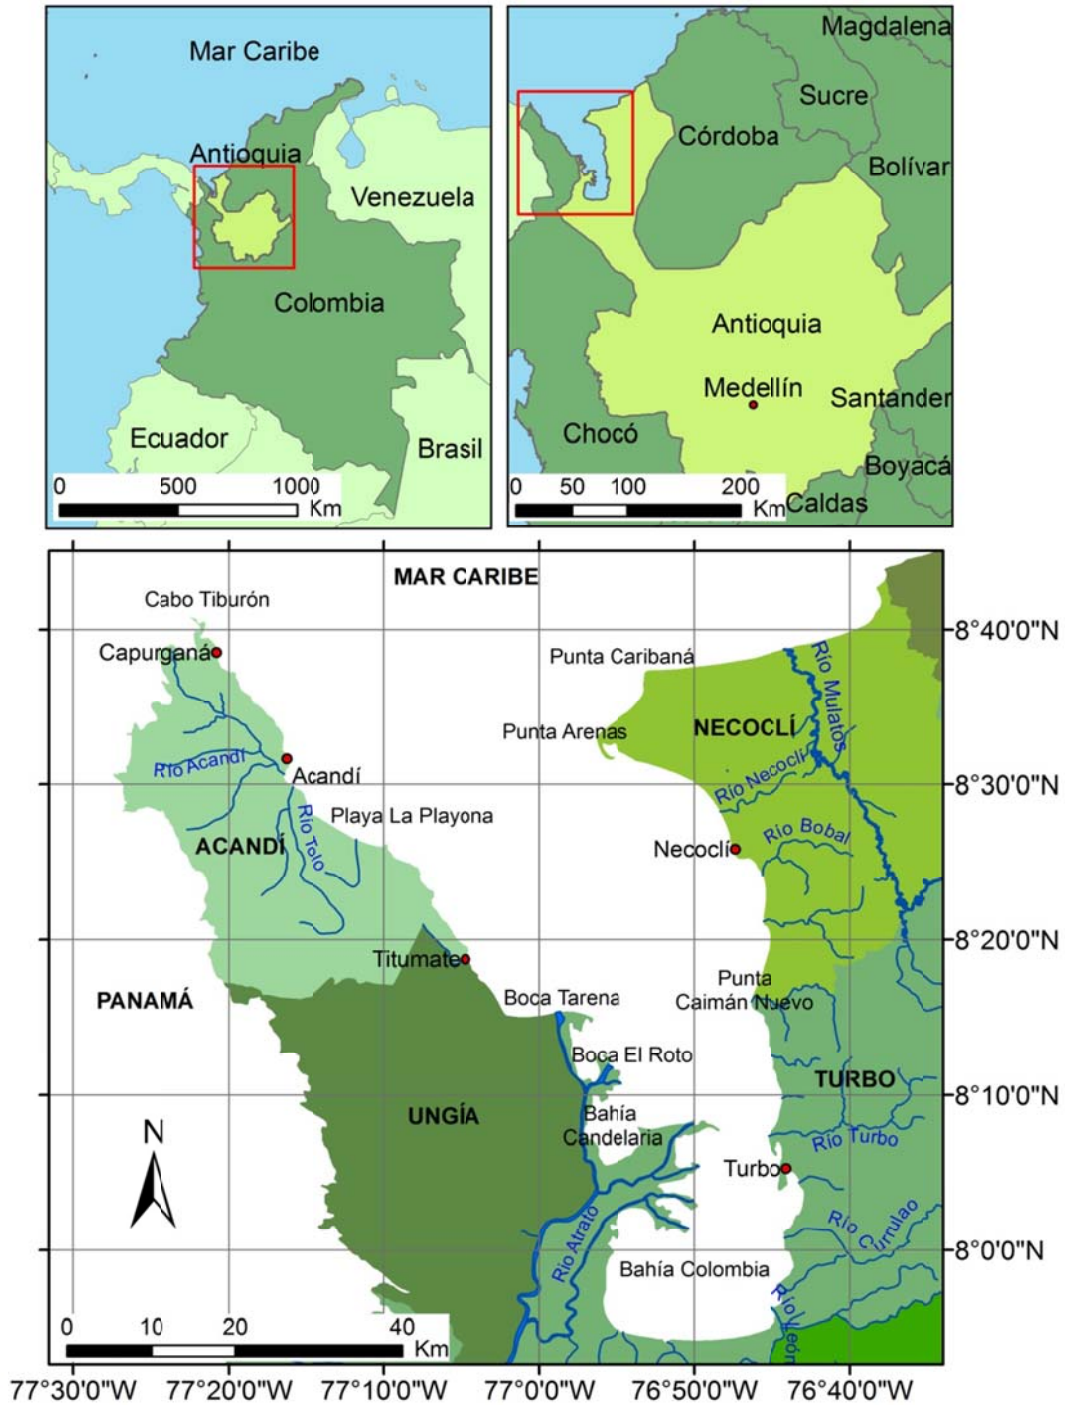 Mar Caribe
Antioquia
Venezuela
Colombia
Ecuador
Brasil
0 500 1000
Km
Magdalena
Sucre
Córdoba
Bolívar
Antioquia
Medellín
Santander
Chocó
Boyacá
Caldas
0 50 100 200
Km
MAR CARIBE
Cabo Tiburón
Capurganá
Punta Caribaná
Río Mulatos
Punta Arenas
NECOCLÍ
Río Acandí
Acandí
Río Necoclí
Playa La Playona
Río Tolo
ACANDÍ
Río Bobal
Necoclí
Titumate
PANAMÁ
Boca Tarena
Punta
Caimán Nuevo
Boca El Roto
TURBO
UNGÍA
Bahía
Candelaria
Río Turbo
Turbo
N
Río Atrato
Río Currulao
Bahía Colombia
Río León
0 10 20 40
Km
8°40'0"N
8°30'0"N
8°20'0"N
8°10'0"N
8°0'0"N
77°30'0"W 77°20'0"W 77°10'0"W 77°0'0"W 76°50'0"W 76°40'0"W